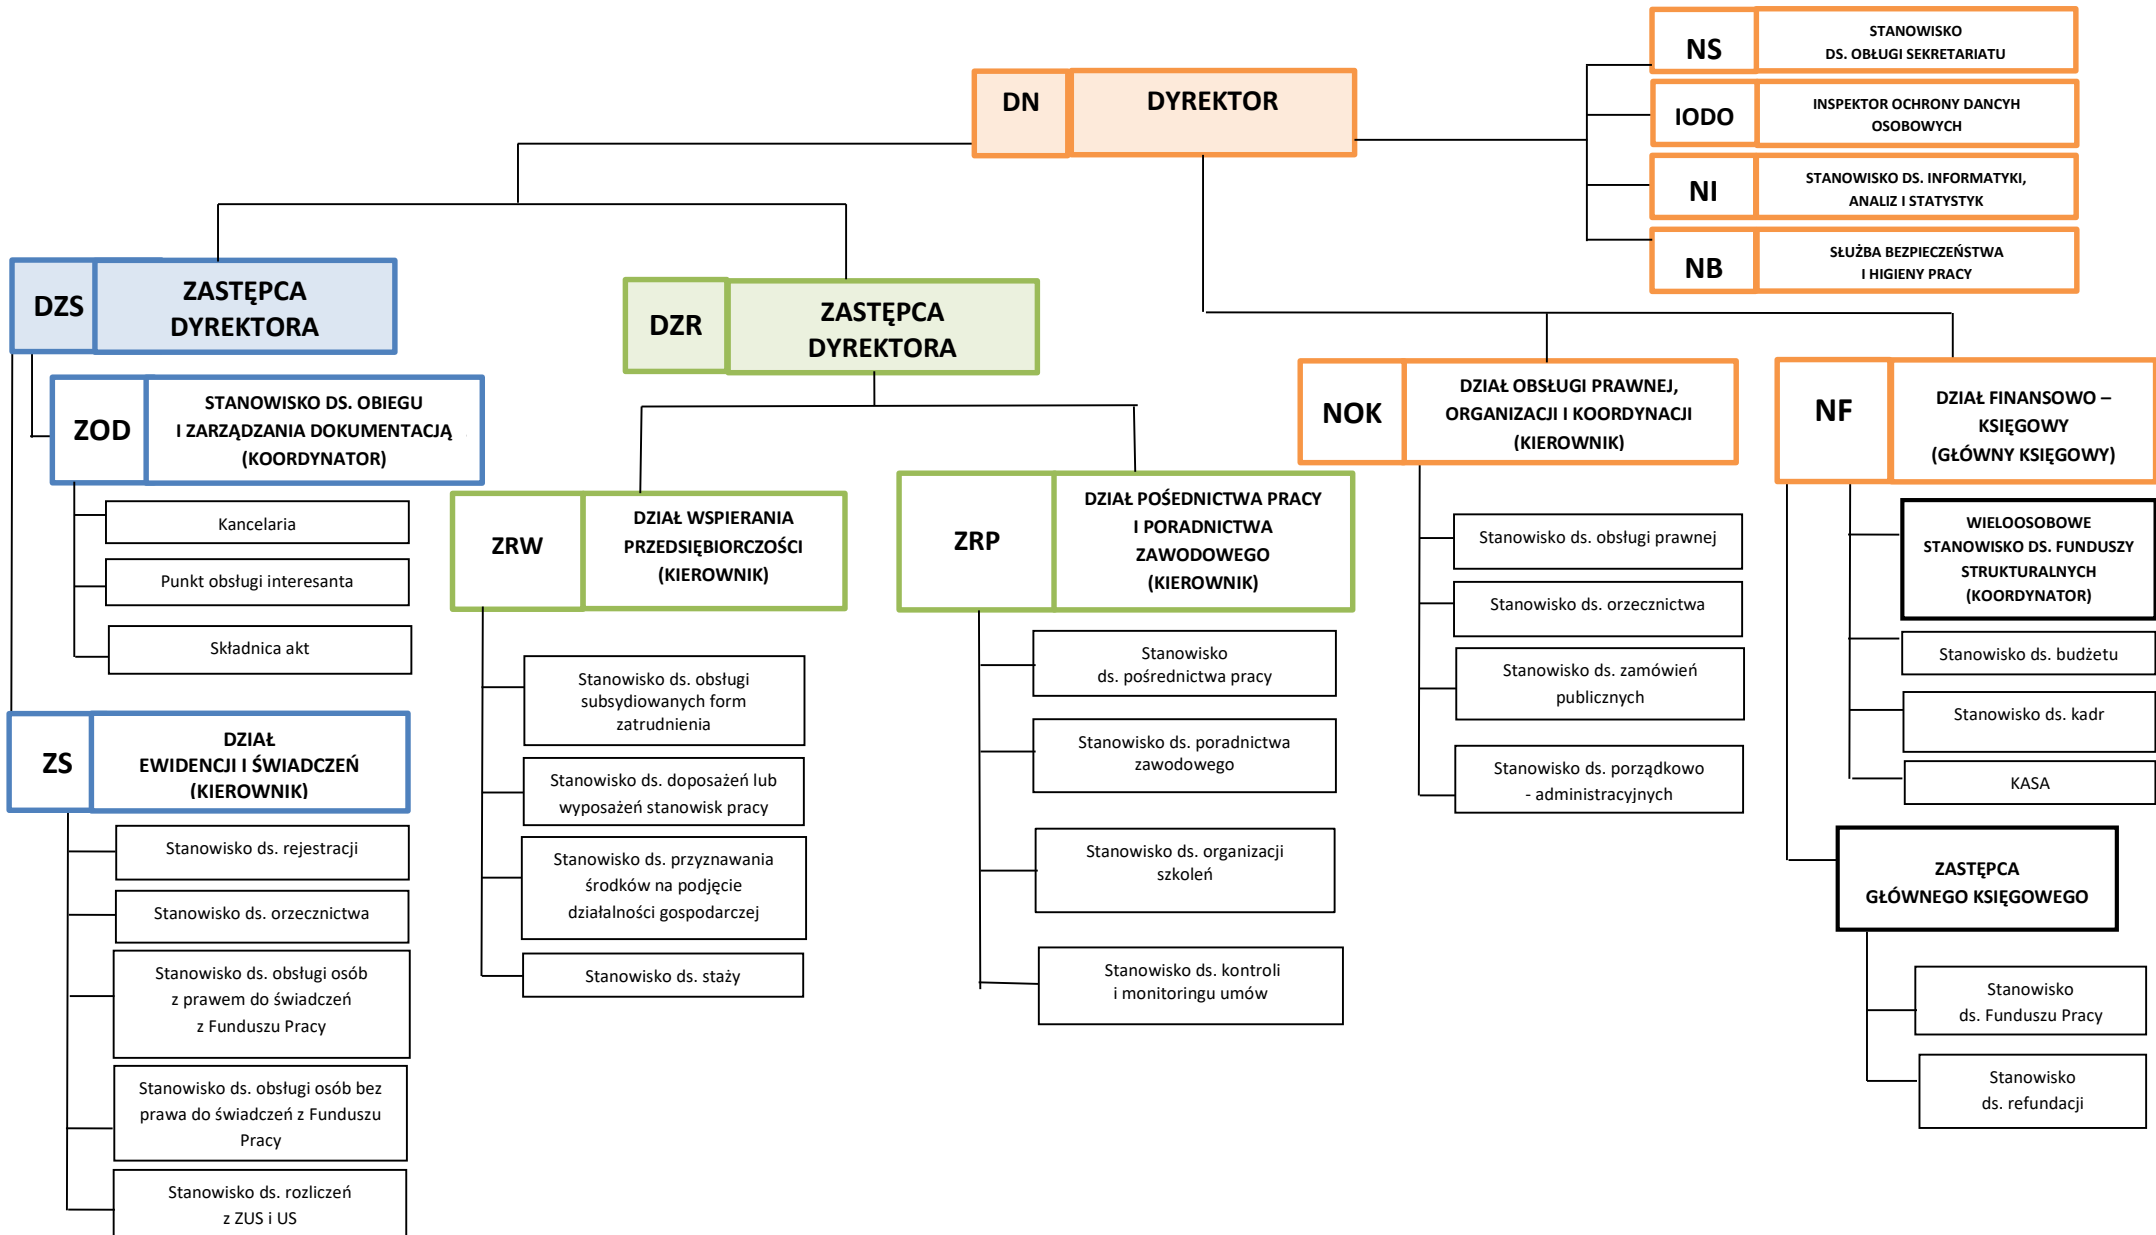 NS
STANOWISKO
DS. OBŁUGI SEKRETARIATU
DN
DYREKTOR
IODO
INSPEKTOR OCHRONY DANCYH
OSOBOWYCH
NI
STANOWISKO DS. INFORMATYKI,
ANALIZ I STATYSTYK
NB
SŁUŻBA BEZPIECZEŃSTWA
I HIGIENY PRACY
DZS
ZASTĘPCA
DYREKTORA
DZR
ZASTĘPCA
DYREKTORA
ZOD
STANOWISKO DS. OBIEGU
I ZARZĄDZANIA DOKUMENTACJĄ
(KOORDYNATOR)
Kancelaria
Punkt obsługi interesanta
Składnica akt
ZS
DZIAŁ
EWIDENCJI I ŚWIADCZEŃ
(KIEROWNIK)
Stanowisko ds. rejestracji
Stanowisko ds. orzecznictwa
Stanowisko ds. obsługi osób
z prawem do świadczeń
z Funduszu Pracy
Stanowisko ds. obsługi osób bez
prawa do świadczeń z Funduszu
Pracy
Stanowisko ds. rozliczeń
z ZUS i US
ZRW
DZIAŁ WSPIERANIA
PRZEDSIĘBIORCZOŚCI
(KIEROWNIK)
Stanowisko ds. obsługi
subsydiowanych form
zatrudnienia
Stanowisko ds. doposażeń lub
wyposażeń stanowisk pracy
Stanowisko ds. przyznawania
środków na podjęcie
działalności gospodarczej
Stanowisko ds. staży
ZRP
DZIAŁ POŚEDNICTWA PRACY
I PORADNICTWA
ZAWODOWEGO
(KIEROWNIK)
Stanowisko
ds. pośrednictwa pracy
Stanowisko ds. poradnictwa
zawodowego
Stanowisko ds. organizacji
szkoleń
Stanowisko ds. kontroli
i monitoringu umów
NOK
DZIAŁ OBSŁUGI PRAWNEJ,
ORGANIZACJI I KOORDYNACJI
(KIEROWNIK)
Stanowisko ds. obsługi prawnej
Stanowisko ds. orzecznictwa
Stanowisko ds. zamówień
publicznych
Stanowisko ds. porządkowo
- administracyjnych
NF
DZIAŁ FINANSOWO –
KSIĘGOWY
(GŁÓWNY KSIĘGOWY)
WIELOOSOBOWE
STANOWISKO DS. FUNDUSZY
STRUKTURALNYCH
(KOORDYNATOR)
Stanowisko ds. budżetu
Stanowisko ds. kadr
KASA
ZASTĘPCA
GŁÓWNEGO KSIĘGOWEGO
Stanowisko
ds. Funduszu Pracy
Stanowisko
ds. refundacji